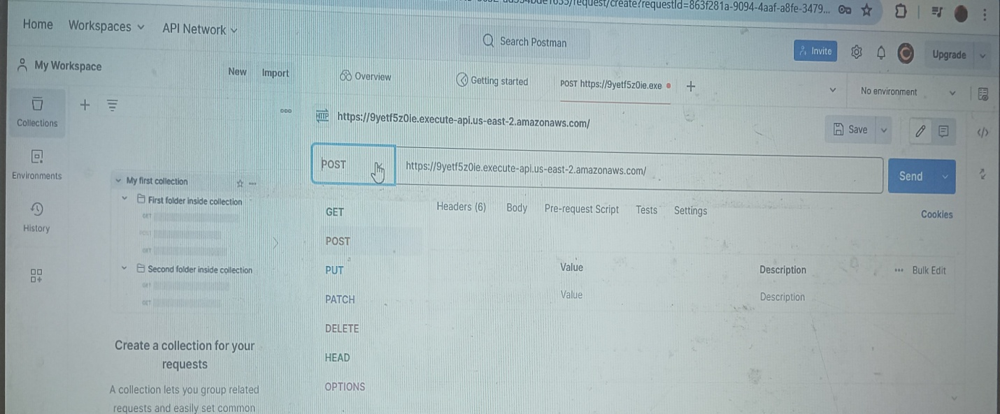 /request/create?requestId=863f281a-9094-4aaf-a8fe-3479...
Home Workspaces API Network
Search Postman
Invite
Upgrade
My Workspace
New Import
Overview
Getting started
POST https://9yetf5z0ie.exe
No environment
Collections
https://9yetf5z0ie.execute-api.us-east-2.amazonaws.com/
Save
Environments
POST
https://9yetf5z0ie.execute-api.us-east-2.amazonaws.com/
Send
My first collection
First folder inside collection
GET
POST
GET
History
Second folder inside collection
GET
GET
GET
POST
PUT
PATCH
DELETE
HEAD
OPTIONS
Headers (6) Body Pre-request Script Tests Settings
Cookies
Value Description Bulk Edit
Value Description
Create a collection for your
requests
A collection lets you group related
requests and easily set common